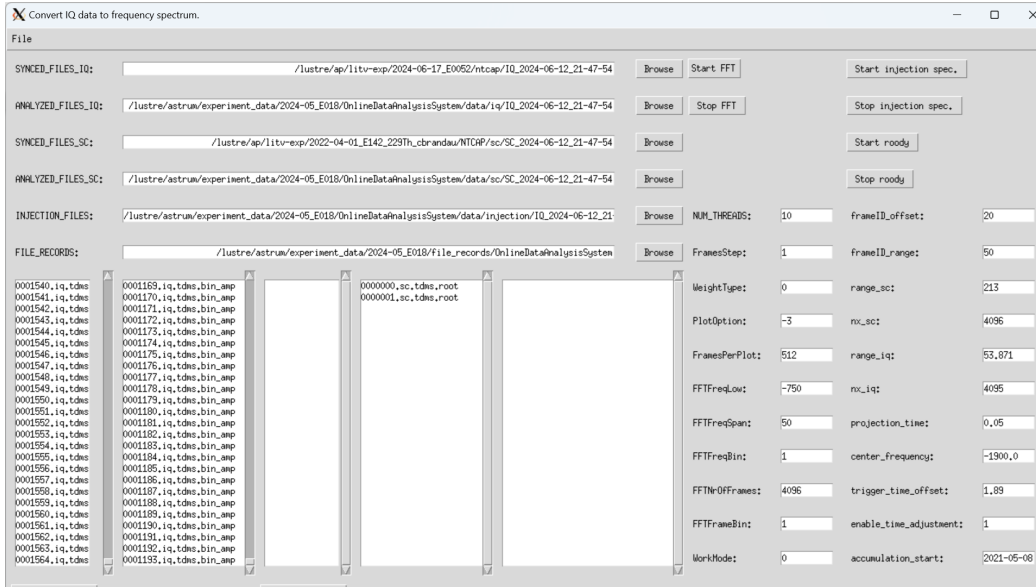 Convert IQ data to frequency spectrum.
File
SYNCED_FILES_IQ: /lustre/ap/litv-exp/2024-06-17_E0052/ntcap/IQ_2024-06-12_21-47-54 Browse Start FFT Start injection spec.
ANALYZED_FILES_IQ: /lustre/astrum/experiment_data/2024-05_E018/OnlineDataAnalysisSystem/data/iq/IQ_2024-06-12_21-47-54 Browse Stop FFT Stop injection spec.
SYNCED_FILES_SC: /lustre/ap/litv-exp/2022-04-01_E142_229Th_cbrandau/NTCAP/sc/SC_2024-06-12_21-47-54 Browse Start roody
ANALYZED_FILES_SC: /lustre/astrum/experiment_data/2024-05_E018/OnlineDataAnalysisSystem/data/sc/SC_2024-06-12_21-47-54 Browse Stop roody
INJECTION_FILES: /lustre/astrum/experiment_data/2024-05_E018/OnlineDataAnalysisSystem/data/injection/IQ_2024-06-12_21- Browse NUM_THREADS: 10 frameID_offset: 20
FILE_RECORDS: /lustre/astrum/experiment_data/2024-05_E018/file_records/OnlineDataAnalysisSystem Browse FramesStep: 1 frameID_range: 50
0001540.iq.tdms
0001541.iq.tdms
0001542.iq.tdms
0001543.iq.tdms
0001544.iq.tdms
0001545.iq.tdms
0001546.iq.tdms
0001547.iq.tdms
0001548.iq.tdms
0001549.iq.tdms
0001550.iq.tdms
0001551.iq.tdms
0001552.iq.tdms
0001553.iq.tdms
0001554.iq.tdms
0001555.iq.tdms
0001556.iq.tdms
0001557.iq.tdms
0001558.iq.tdms
0001559.iq.tdms
0001560.iq.tdms
0001561.iq.tdms
0001562.iq.tdms
0001563.iq.tdms
0001564.iq.tdms
0001169.iq.tdms.bin_amp
0001170.iq.tdms.bin_amp
0001171.iq.tdms.bin_amp
0001172.iq.tdms.bin_amp
0001173.iq.tdms.bin_amp
0001174.iq.tdms.bin_amp
0001175.iq.tdms.bin_amp
0001176.iq.tdms.bin_amp
0001177.iq.tdms.bin_amp
0001178.iq.tdms.bin_amp
0001179.iq.tdms.bin_amp
0001180.iq.tdms.bin_amp
0001181.iq.tdms.bin_amp
0001182.iq.tdms.bin_amp
0001183.iq.tdms.bin_amp
0001184.iq.tdms.bin_amp
0001185.iq.tdms.bin_amp
0001186.iq.tdms.bin_amp
0001187.iq.tdms.bin_amp
0001188.iq.tdms.bin_amp
0001189.iq.tdms.bin_amp
0001190.iq.tdms.bin_amp
0001191.iq.tdms.bin_amp
0001192.iq.tdms.bin_amp
0001193.iq.tdms.bin_amp
0000000.sc.tdms.root
0000001.sc.tdms.root
WeightType: 0 range_sc: 213
PlotOption: -3 nx_sc: 4096
FramesPerPlot: 512 range_iq: 53.871
FFTFreqLow: -750 nx_iq: 4095
FFTFreqSpan: 50 projection_time: 0.05
FFTFreqBin: 1 center_frequency: -1900.0
FFTNrOfFrames: 4096 trigger_time_offset: 1.89
FFTFrameBin: 1 enable_time_adjustment: 1
WorkMode: 0 accumulation_start: 2021-05-08